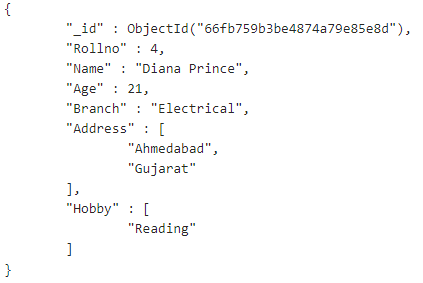 {
"_id" : ObjectId("66fb759b3be4874a79e85e8d"),
"Rollno" : 4,
"Name" : "Diana Prince",
"Age" : 21,
"Branch" : "Electrical",
"Address" : [
"Ahmedabad",
"Gujarat"
],
"Hobby" : [
"Reading"
]
}